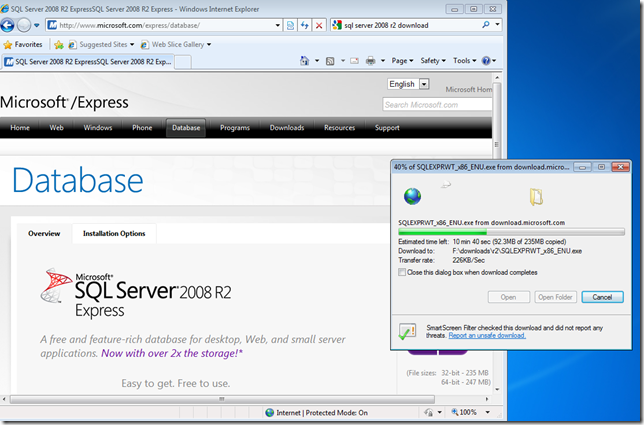 SQL Server 2008 R2 ExpressSQL Server 2008 R2 Express - Windows Internet Explorer
http://www.microsoft.com/express/database/
sql server 2008 r2 download
Favorites
Suggested Sites
Web Slice Gallery
SQL Server 2008 R2 ExpressSQL Server 2008 R2 Exp...
Page
Safety
Tools
English
Microsoft Hom
Microsoft®/Express
Search Microsoft.com
Home Web Windows Phone Database Programs Downloads Resources Support
Database
Overview
Installation Options
Microsoft®
SQL Server® 2008 R2
Express
A free and feature-rich database for desktop, Web, and small server
applications. Now with over 2x the storage!*
Easy to get. Free to use.
(File sizes: 32-bit - 235 MB
64-bit - 247 MB)
Internet | Protected Mode: On
100%
40% of SQLEXPRWT_x86_ENU.exe from download.micro...
SQLEXPRWT_x86_ENU.exe from download.microsoft.com
Estimated time left: 10 min 40 sec (92.3MB of 235MB copied)
Download to: F:\downloads\r2\SQLEXPRWT_x86_ENU.exe
Transfer rate: 226KB/Sec
Close this dialog box when download completes
Open
Open Folder
Cancel
SmartScreen Filter checked this download and did not report any
threats. Report an unsafe download.